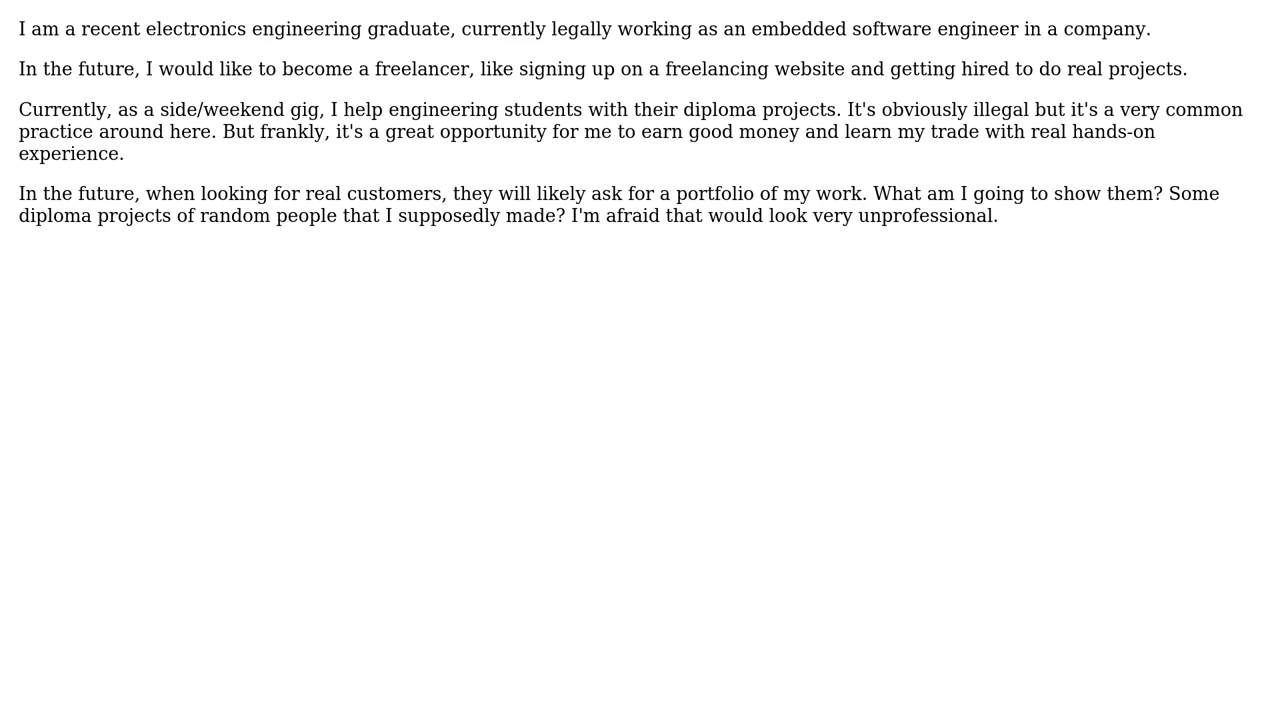 I am a recent electronics engineering graduate, currently legally working as an embedded software engineer in a company.
In the future, I would like to become a freelancer, like signing up on a freelancing website and getting hired to do real projects.
Currently, as a side/weekend gig, I help engineering students with their diploma projects. It's obviously illegal but it's a very common
practice around here. But frankly, it's a great opportunity for me to earn good money and learn my trade with real hands-on
experience.
In the future, when looking for real customers, they will likely ask for a portfolio of my work. What am I going to show them? Some
diploma projects of random people that I supposedly made? I'm afraid that would look very unprofessional.